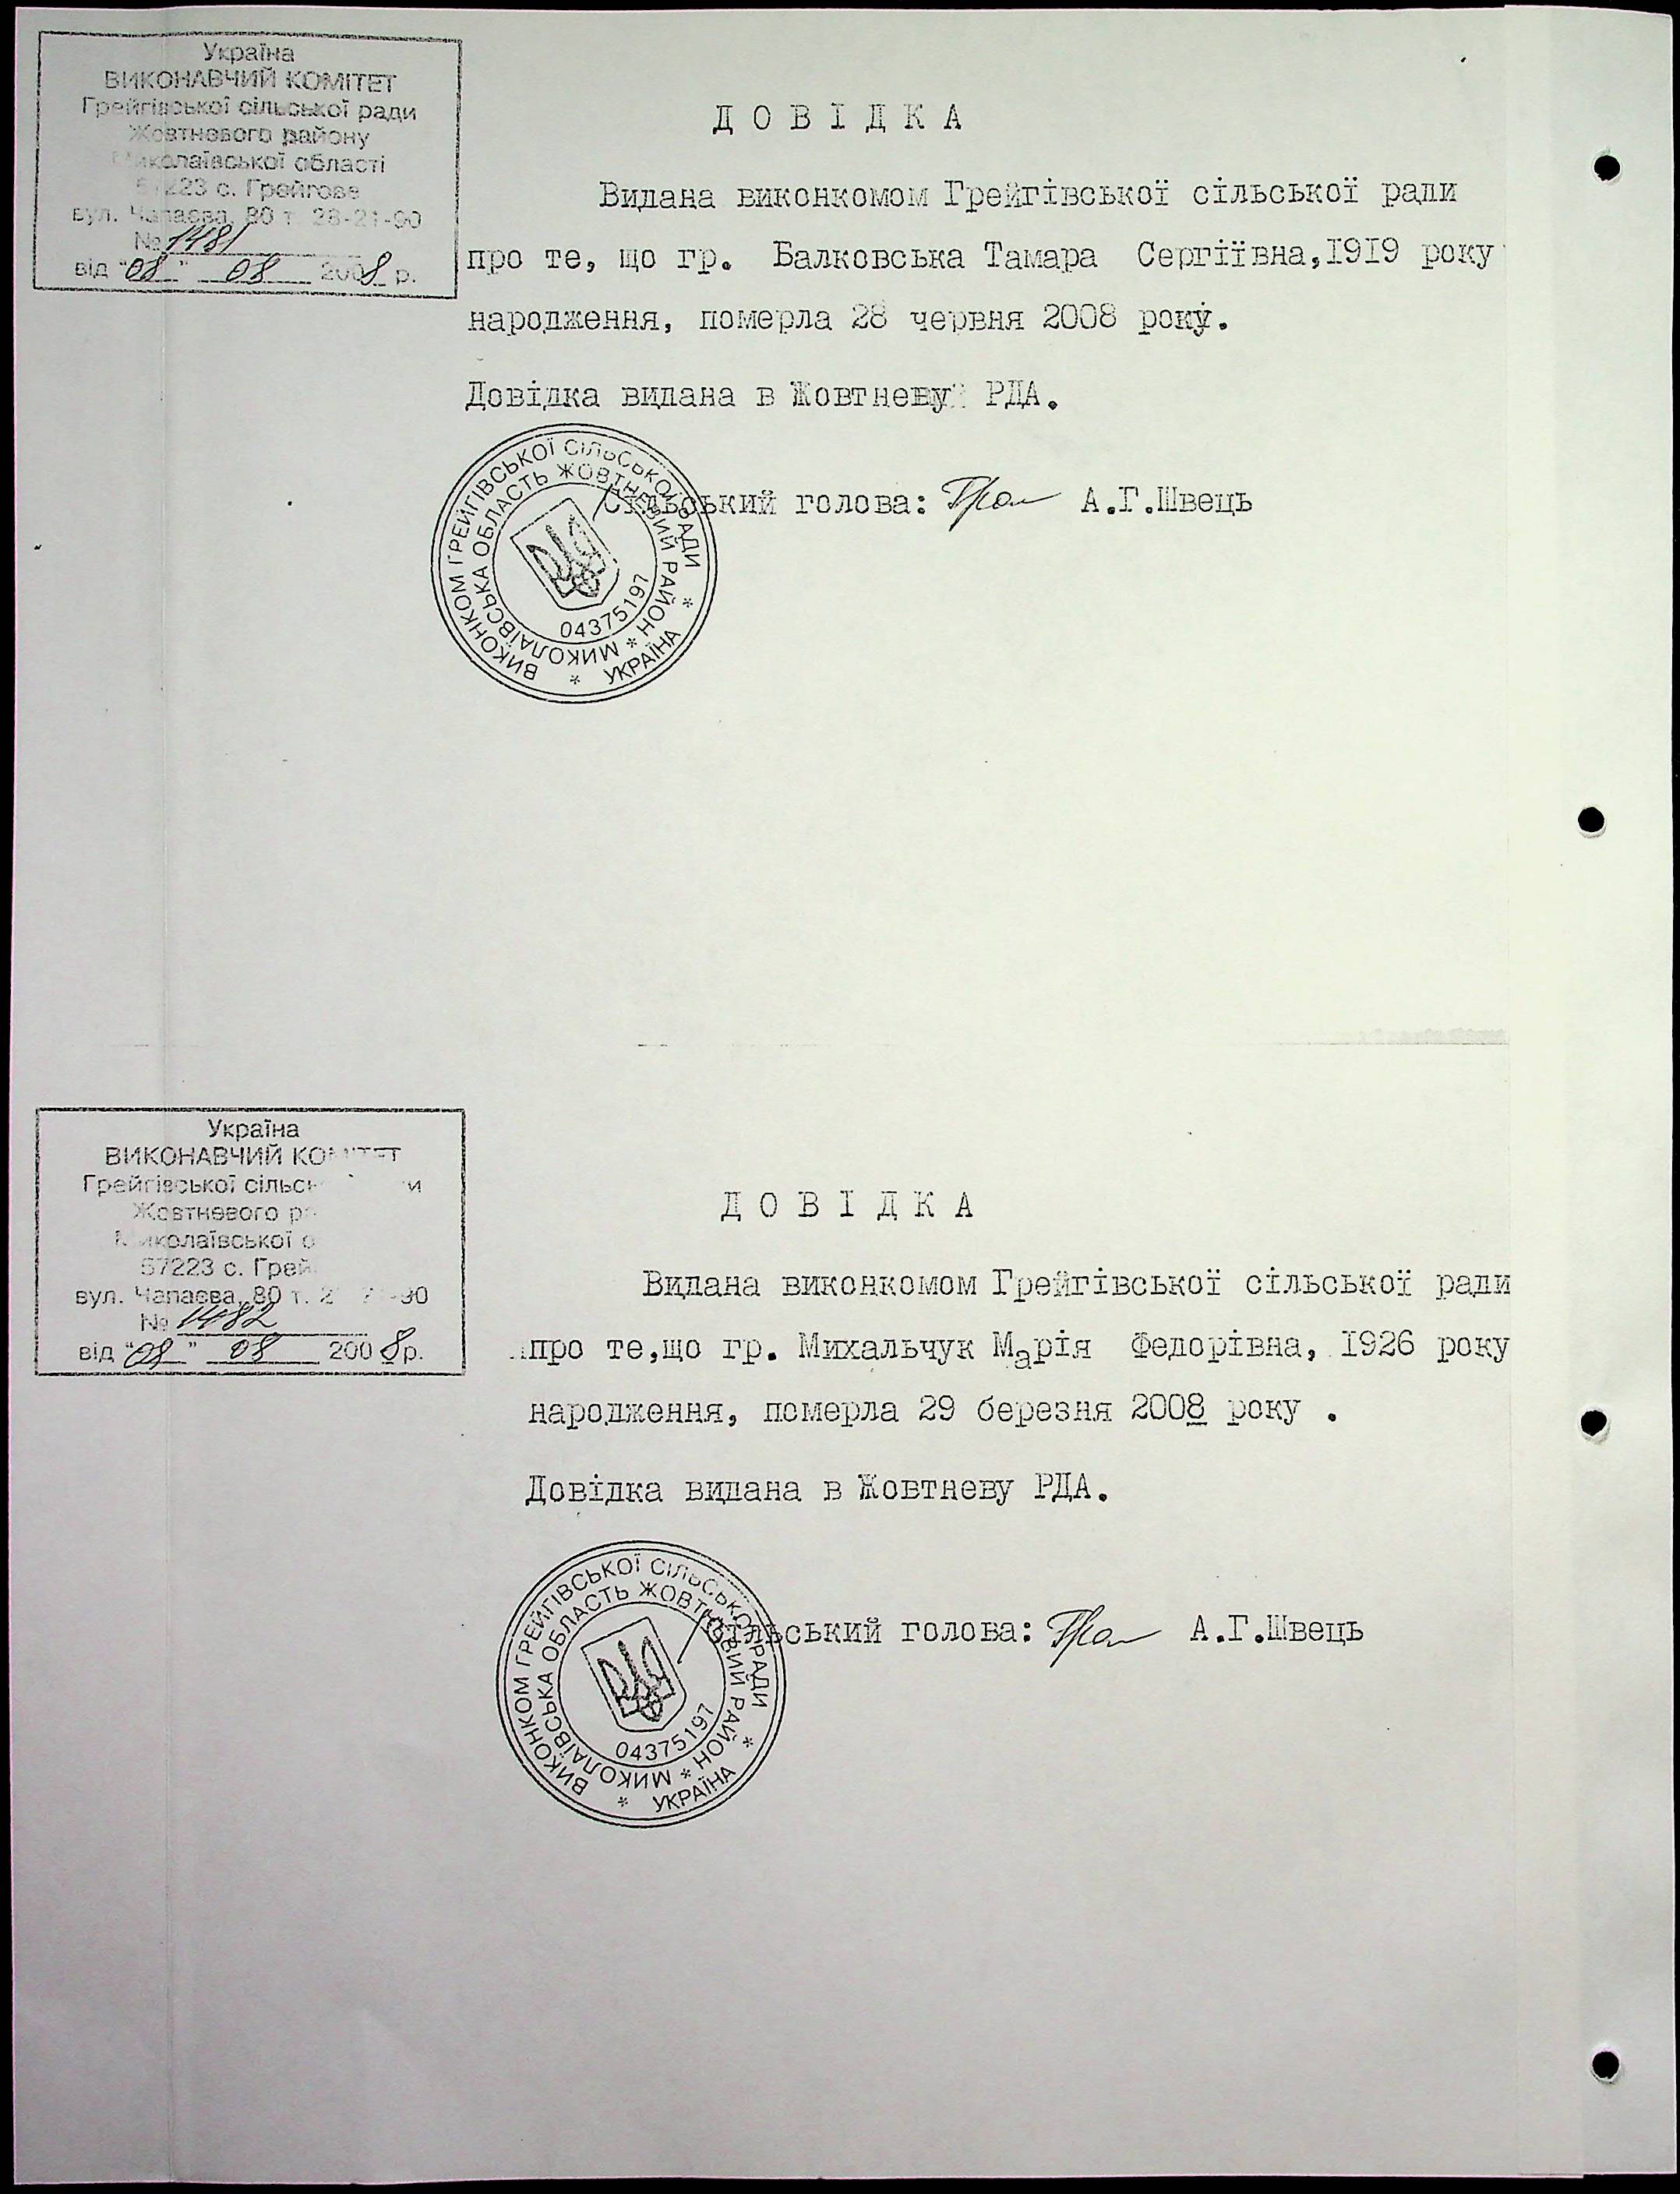 Україна
ВИКОНАВЧИЙ КОМІТЕТ
Грейгівської сільської ради
Жовтневого району
Миколаївської області
57223 с. Грейгове
вул. Чапаєва, 80 т. 28-21-90
№ 1481
від "08" 08 2008 р.
ДОВІДКА
Видана виконкомом Грейгівської сільської ради
про те, що гр. Балковська Тамара Сергіївна,1919 року
народження, померла 28 червня 2008 року.
Довідка видана в Жовтневу РДА.
Сільський голова: А.Г.Швець
ВИКОНКОМ ГРЕЙГІВСЬКОЇ СІЛЬСЬКОЇ РАДИ * УКРАЇНА *
МИКОЛАЇВСЬКА ОБЛАСТЬ ЖОВТНЕВИЙ РАЙОН *
04375197
Україна
ВИКОНАВЧИЙ КОМІТЕТ
Грейгівської сільс
Жовтневого р
Миколаївської о
57223 с. Грей
вул. Чапаєва, 80 т. 2 -90
№ 1482
від "08" 08 2008 р.
ДОВІДКА
Видана виконкомом Грейгівської сільської ради
про те,що гр. Михальчук Марія Федорівна, 1926 року
народження, померла 29 березня 2008 року .
Довідка видана в Жовтневу РДА.
Сільський голова: А.Г.Швець
ВИКОНКОМ ГРЕЙГІВСЬКОЇ СІЛЬСЬКОЇ РАДИ * УКРАЇНА *
МИКОЛАЇВСЬКА ОБЛАСТЬ ЖОВТНЕВИЙ РАЙОН *
04375197